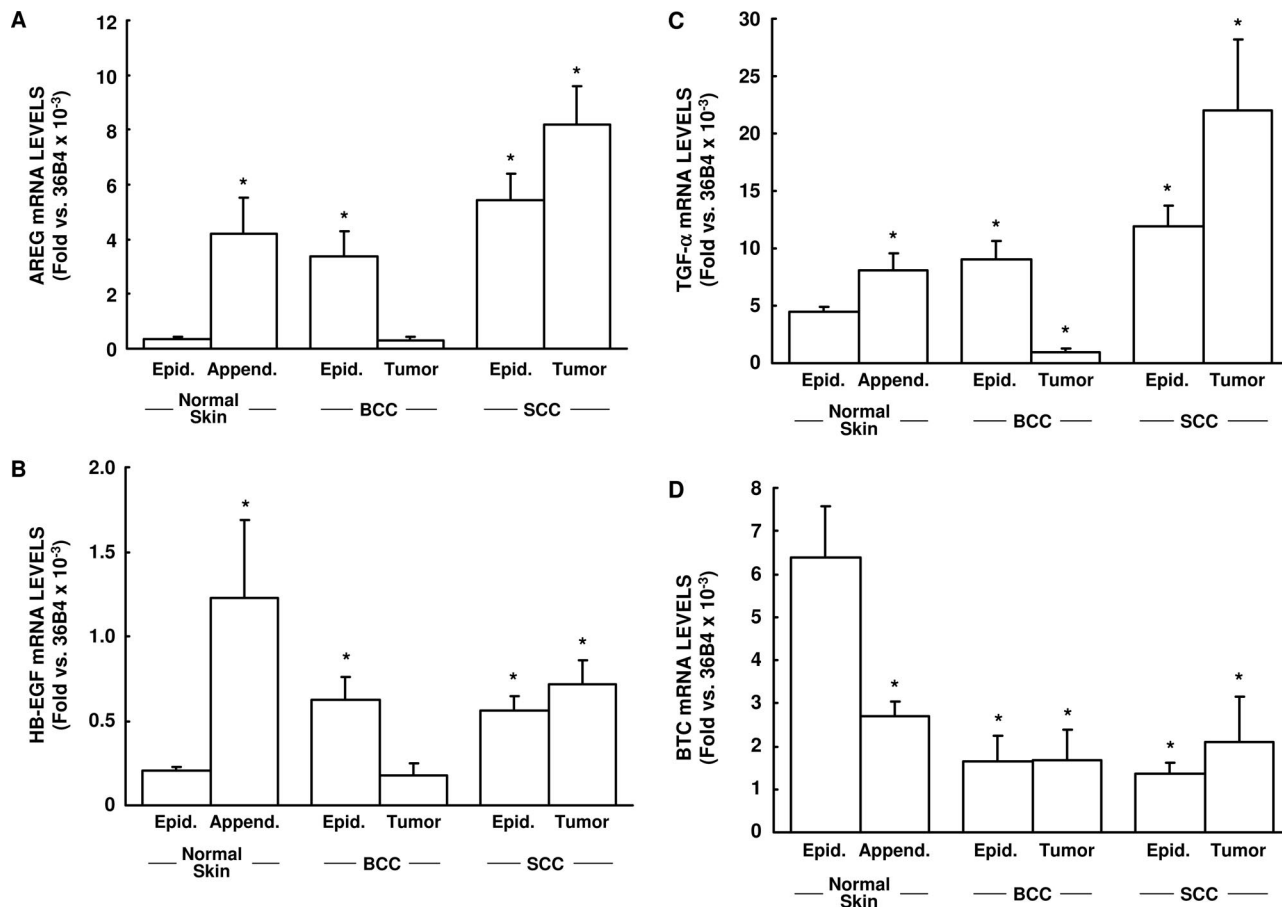 A
AREG mRNA LEVELS
(Fold vs. 36B4 x 10⁻³)
12
10
8
6
4
2
0
*
*
*
*
Epid. Append. Epid. Tumor Epid. Tumor
Normal
Skin
BCC
SCC
B
HB-EGF mRNA LEVELS
(Fold vs. 36B4 x 10⁻³)
2.0
1.5
1.0
0.5
0
*
*
*
*
Epid. Append. Epid. Tumor Epid. Tumor
Normal
Skin
BCC
SCC
C
TGF-α mRNA LEVELS
(Fold vs. 36B4 x 10⁻³)
30
25
20
15
10
5
0
*
*
*
*
*
Epid. Append. Epid. Tumor Epid. Tumor
Normal
Skin
BCC
SCC
D
BTC mRNA LEVELS
(Fold vs. 36B4 x 10⁻³)
8
7
6
5
4
3
2
1
0
*
*
*
*
*
Epid. Append. Epid. Tumor Epid. Tumor
Normal
Skin
BCC
SCC